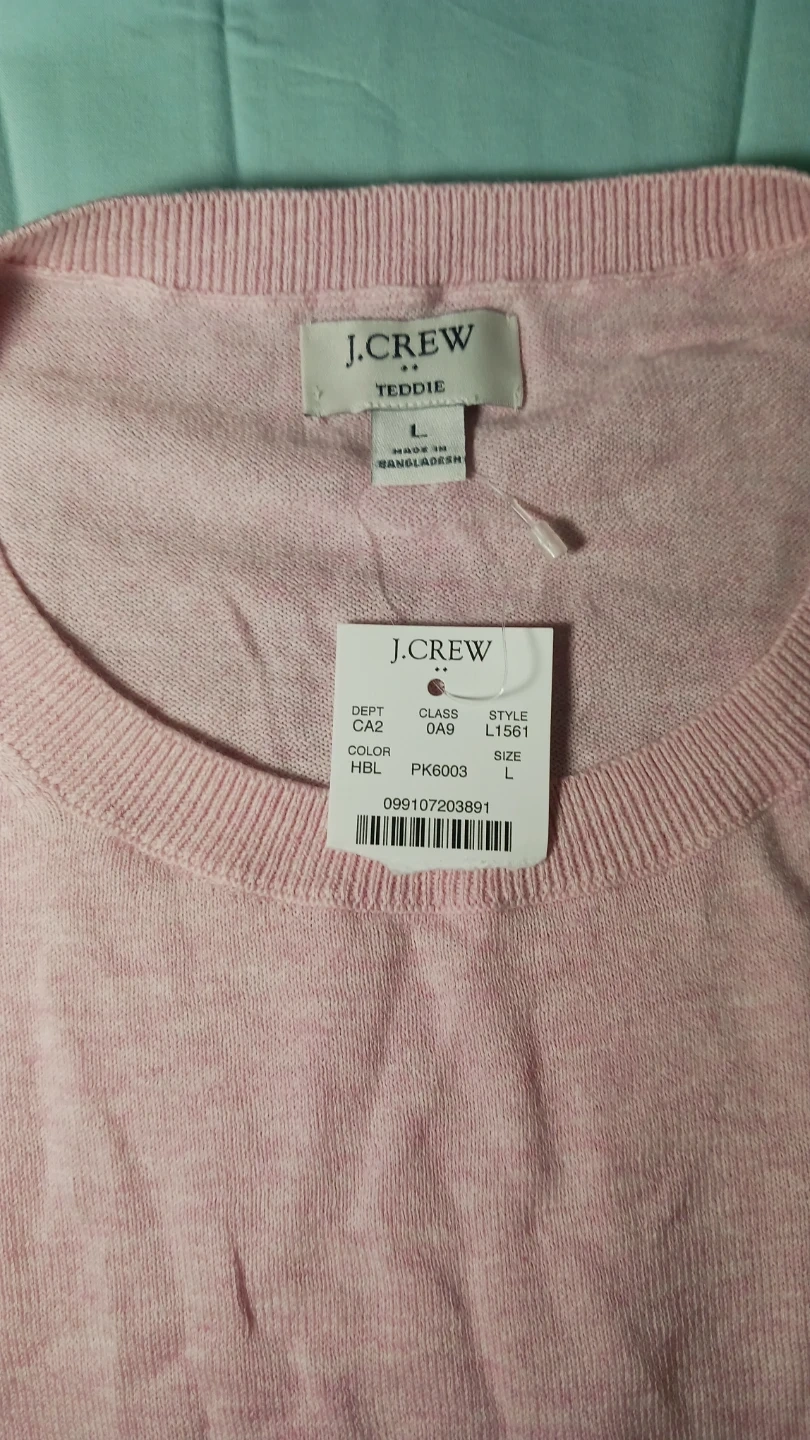 J.CREW
TEDDIE
L
MADE IN
BANGLADESH
J.CREW
DEPT CLASS STYLE
CA2 0A9 L1561
COLOR SIZE
HBL PK6003 L
099107203891